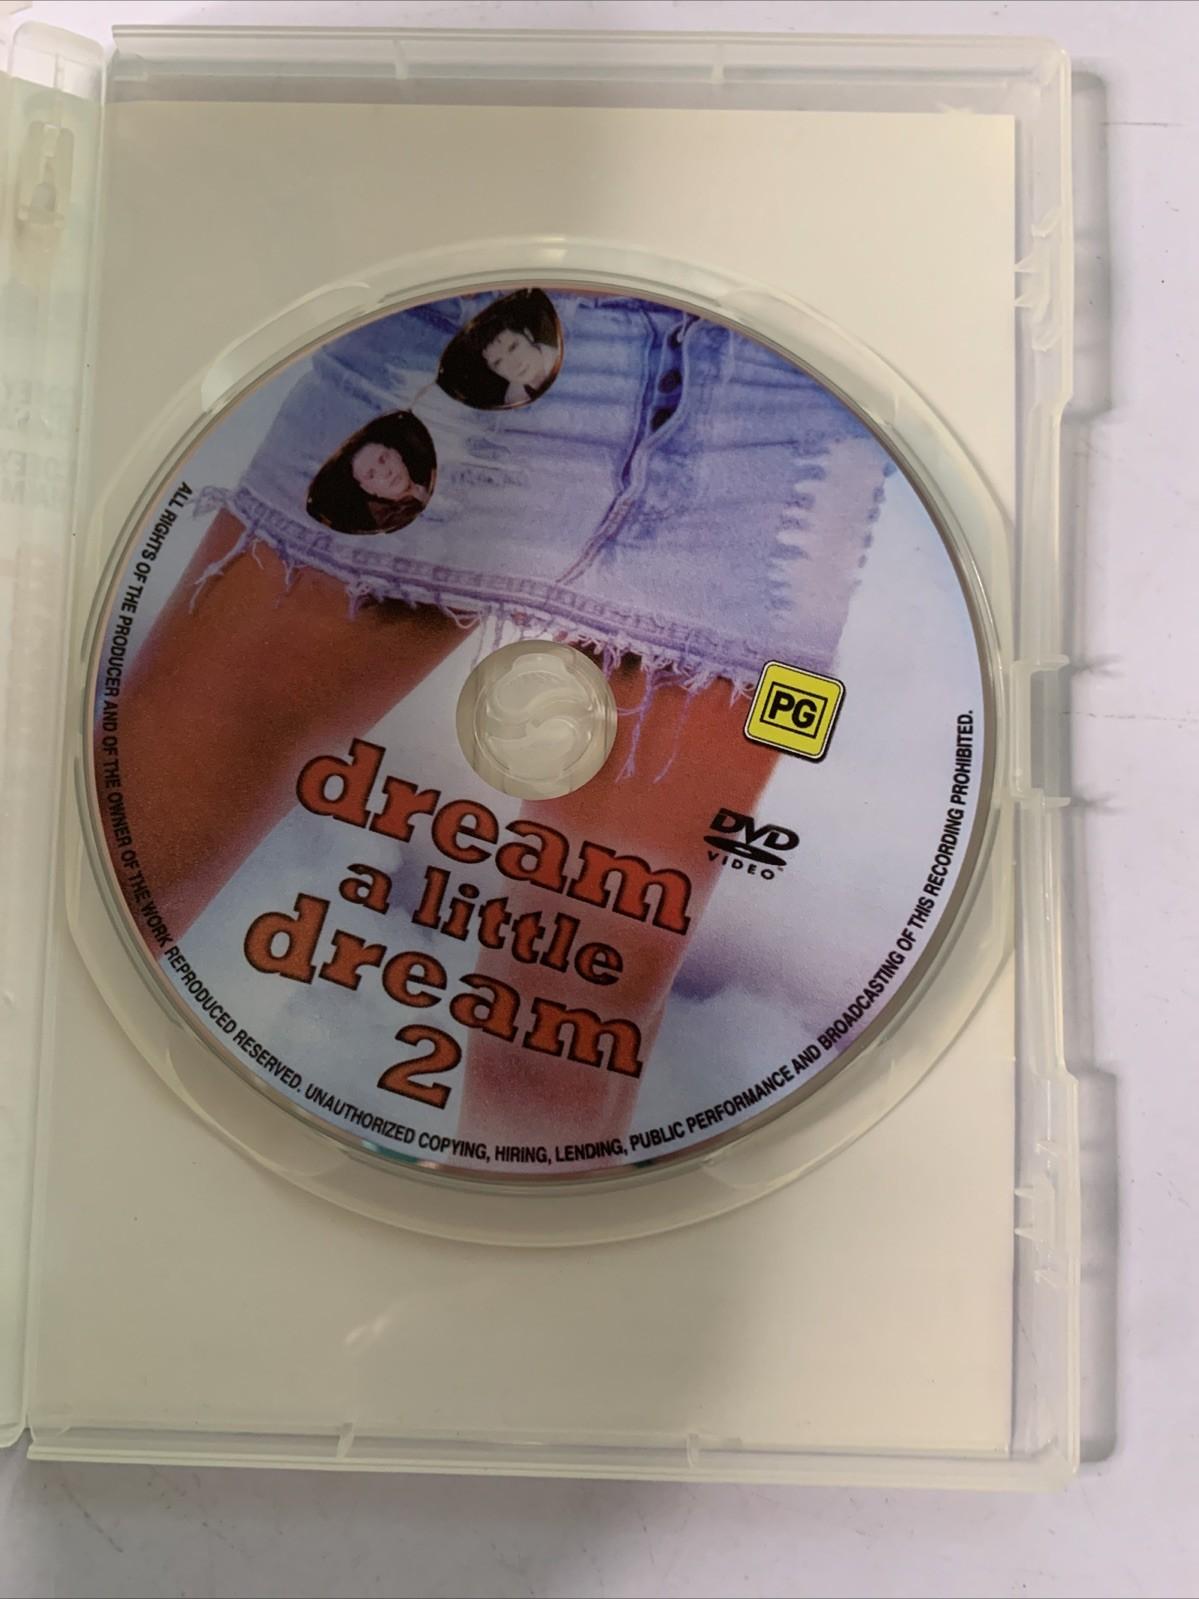 PG
DVD
VIDEO
dream
a little
dream
2
ALL RIGHTS OF THE PRODUCER AND OF THE OWNER OF THE WORK REPRODUCED RESERVED. UNAUTHORIZED COPYING, HIRING, LENDING, PUBLIC PERFORMANCE AND BROADCASTING OF THIS RECORDING PROHIBITED.